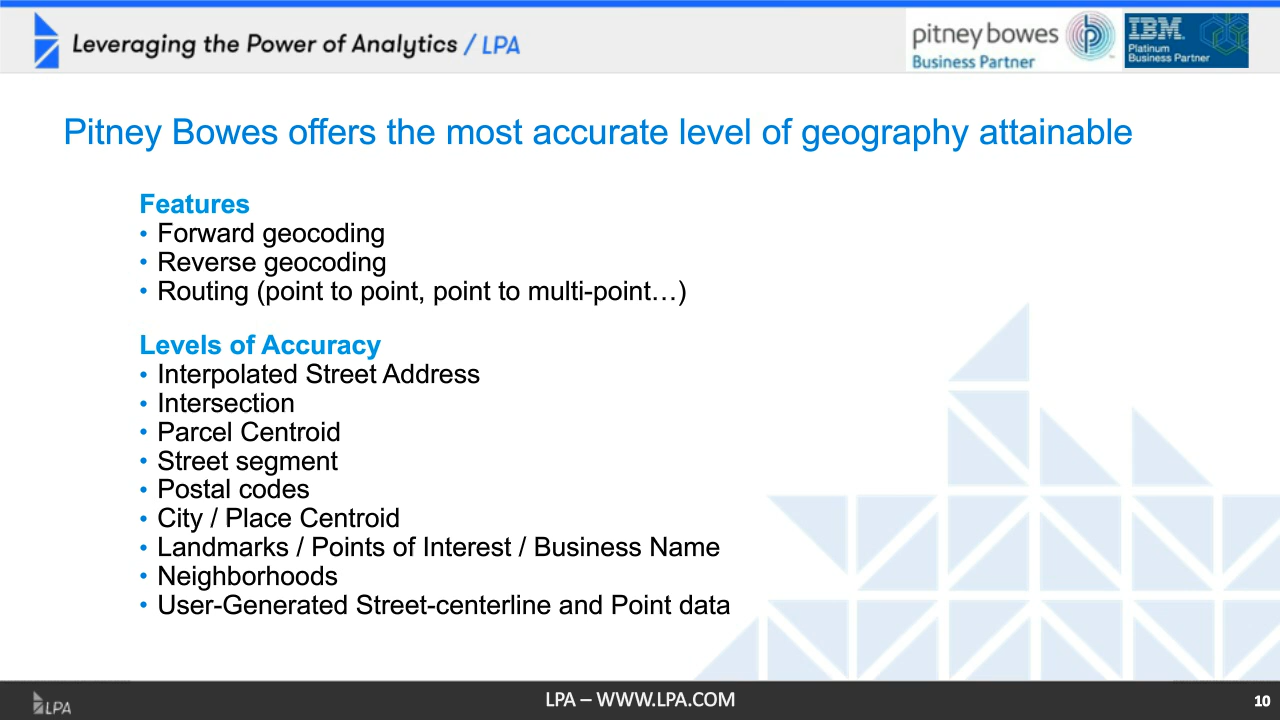 Leveraging the Power of Analytics / LPA
pitney bowes
Business Partner
IBM
Platinum
Business Partner
Pitney Bowes offers the most accurate level of geography attainable
Features
• Forward geocoding
• Reverse geocoding
• Routing (point to point, point to multi-point…)
Levels of Accuracy
• Interpolated Street Address
• Intersection
• Parcel Centroid
• Street segment
• Postal codes
• City / Place Centroid
• Landmarks / Points of Interest / Business Name
• Neighborhoods
• User-Generated Street-centerline and Point data
LPA
LPA – WWW.LPA.COM
10